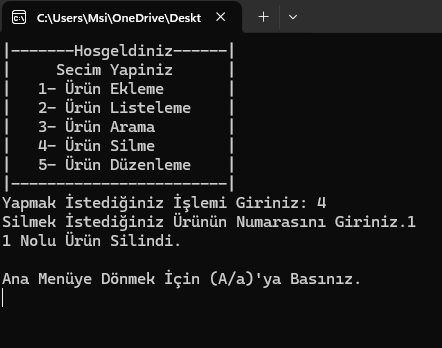 C:\Users\Msi\OneDrive\Deskt
|-------Hosgeldiniz------|
|     Secim Yapiniz      |
|   1- Ürün Ekleme       |
|   2- Ürün Listeleme    |
|   3- Ürün Arama        |
|   4- Ürün Silme        |
|   5- Ürün Düzenleme    |
|------------------------|
Yapmak İstediğiniz İşlemi Giriniz: 4
Silmek İstediğiniz Ürünün Numarasını Giriniz.1
1 Nolu Ürün Silindi.
Ana Menüye Dönmek İçin (A/a)'ya Basınız.